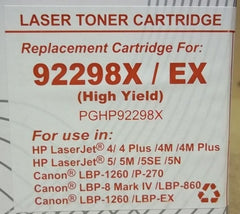 LASER TONER CARTRIDGE
Replacement Cartridge For:
92298X / EX
(High Yield)
PGHP92298X
For use in:
HP LaserJet® 4/ 4 Plus /4M /4M Plus
HP LaserJet® 5/ 5M /5SE /5N
Canon® LBP-1260 /P-270
Canon® LBP-8 Mark IV /LBP-860
Canon® LBP-1260 /LBP-EX